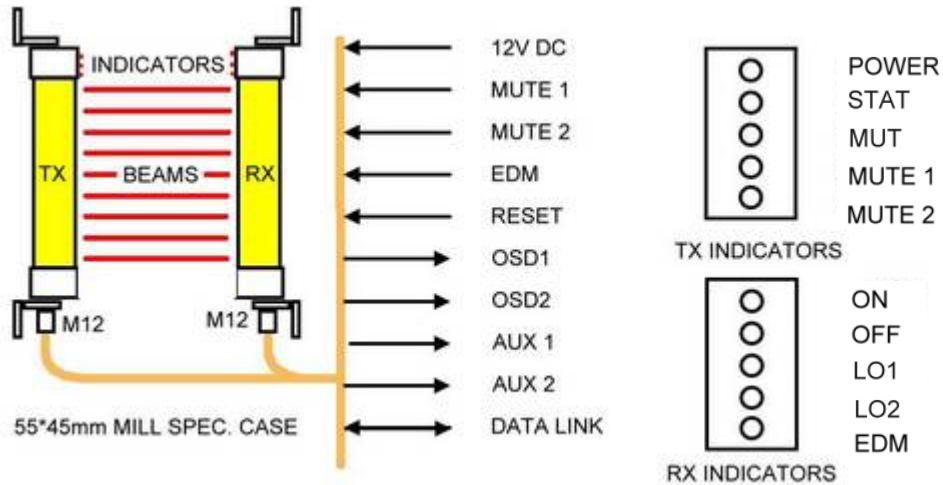 INDICATORS
TX
BEAMS
RX
M12
M12
55*45mm MILL SPEC. CASE
12V DC
MUTE 1
MUTE 2
EDM
RESET
OSD1
OSD2
AUX 1
AUX 2
DATA LINK
POWER
STAT
MUT
MUTE 1
MUTE 2
TX INDICATORS
ON
OFF
LO1
LO2
EDM
RX INDICATORS